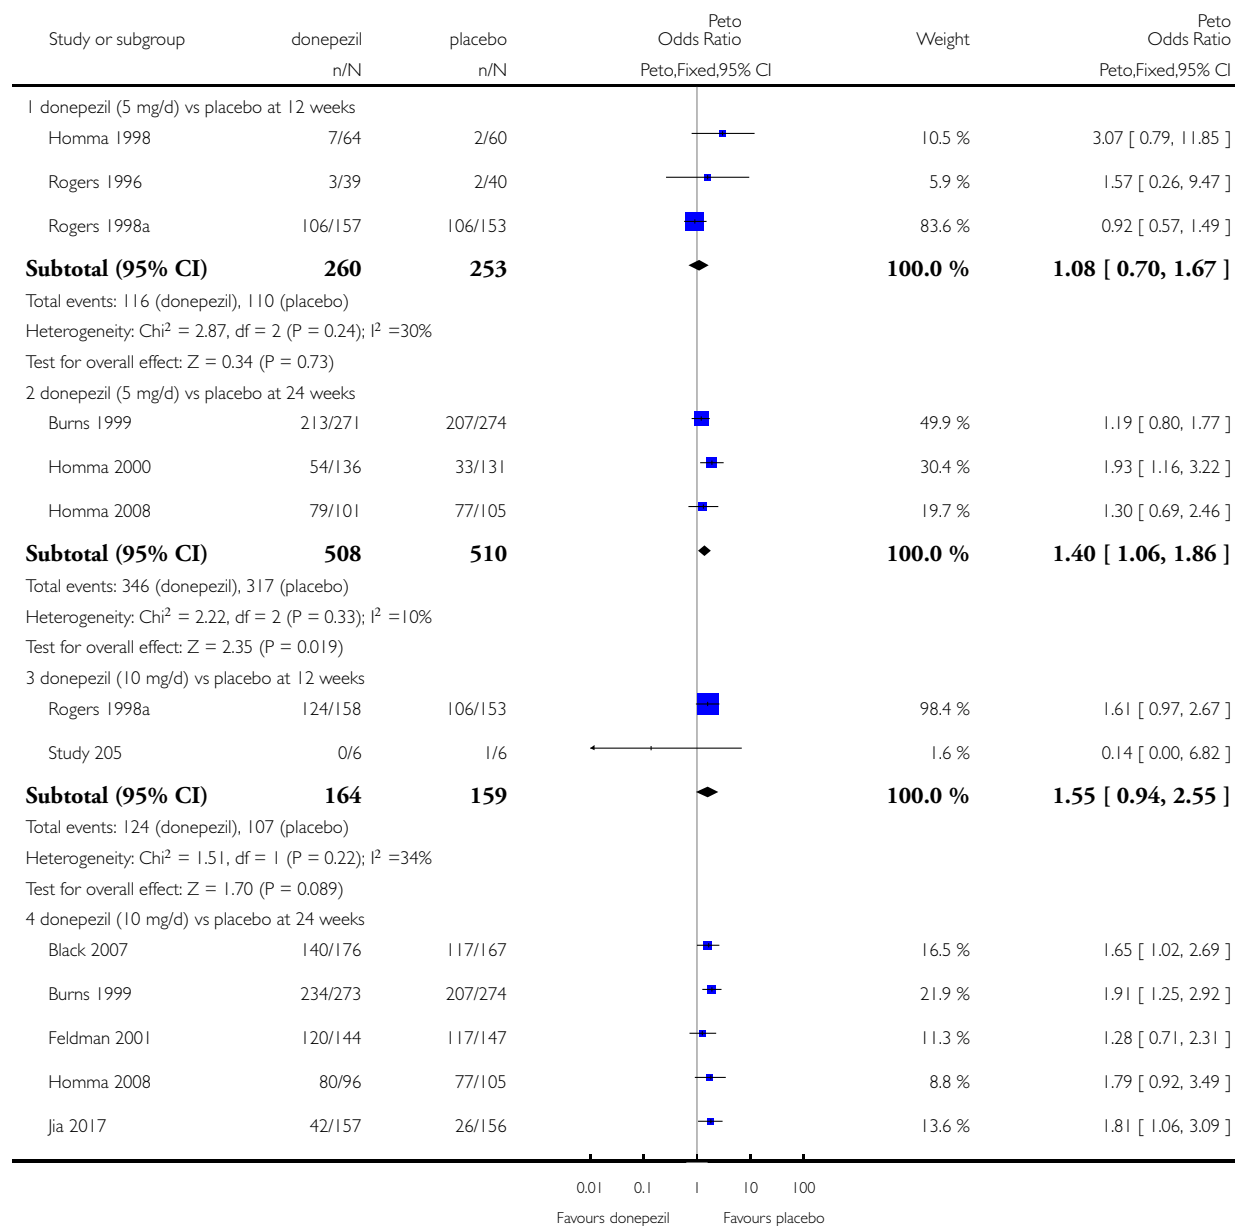 Study or subgroup donepezil placebo Peto Odds Ratio Weight Peto Odds Ratio
n/N n/N Peto,Fixed,95% CI Peto,Fixed,95% CI
1 donepezil (5 mg/d) vs placebo at 12 weeks
Homma 1998 7/64 2/60 10.5 % 3.07 [ 0.79, 11.85 ]
Rogers 1996 3/39 2/40 5.9 % 1.57 [ 0.26, 9.47 ]
Rogers 1998a 106/157 106/153 83.6 % 0.92 [ 0.57, 1.49 ]
Subtotal (95% CI) 260 253 100.0 % 1.08 [ 0.70, 1.67 ]
Total events: 116 (donepezil), 110 (placebo)
Heterogeneity: Chi² = 2.87, df = 2 (P = 0.24); I² =30%
Test for overall effect: Z = 0.34 (P = 0.73)
2 donepezil (5 mg/d) vs placebo at 24 weeks
Burns 1999 213/271 207/274 49.9 % 1.19 [ 0.80, 1.77 ]
Homma 2000 54/136 33/131 30.4 % 1.93 [ 1.16, 3.22 ]
Homma 2008 79/101 77/105 19.7 % 1.30 [ 0.69, 2.46 ]
Subtotal (95% CI) 508 510 100.0 % 1.40 [ 1.06, 1.86 ]
Total events: 346 (donepezil), 317 (placebo)
Heterogeneity: Chi² = 2.22, df = 2 (P = 0.33); I² =10%
Test for overall effect: Z = 2.35 (P = 0.019)
3 donepezil (10 mg/d) vs placebo at 12 weeks
Rogers 1998a 124/158 106/153 98.4 % 1.61 [ 0.97, 2.67 ]
Study 205 0/6 1/6 1.6 % 0.14 [ 0.00, 6.82 ]
Subtotal (95% CI) 164 159 100.0 % 1.55 [ 0.94, 2.55 ]
Total events: 124 (donepezil), 107 (placebo)
Heterogeneity: Chi² = 1.51, df = 1 (P = 0.22); I² =34%
Test for overall effect: Z = 1.70 (P = 0.089)
4 donepezil (10 mg/d) vs placebo at 24 weeks
Black 2007 140/176 117/167 16.5 % 1.65 [ 1.02, 2.69 ]
Burns 1999 234/273 207/274 21.9 % 1.91 [ 1.25, 2.92 ]
Feldman 2001 120/144 117/147 11.3 % 1.28 [ 0.71, 2.31 ]
Homma 2008 80/96 77/105 8.8 % 1.79 [ 0.92, 3.49 ]
Jia 2017 42/157 26/156 13.6 % 1.81 [ 1.06, 3.09 ]
0.01 0.1 1 10 100
Favours donepezil Favours placebo